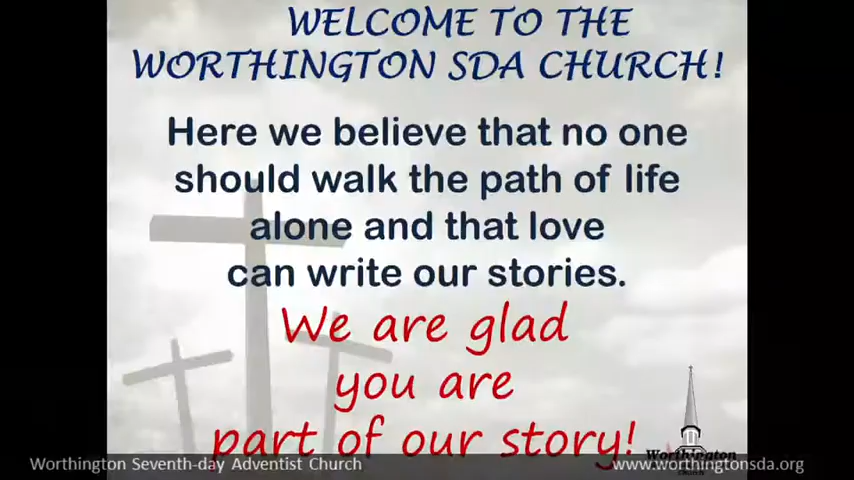 WELCOME TO THE
WORTHINGTON SDA CHURCH!
Here we believe that no one
should walk the path of life
alone and that love
can write our stories.
We are glad
you are
part of our story!
Worthington
Worthington Seventh-day Adventist Church
www.worthingtonsda.org